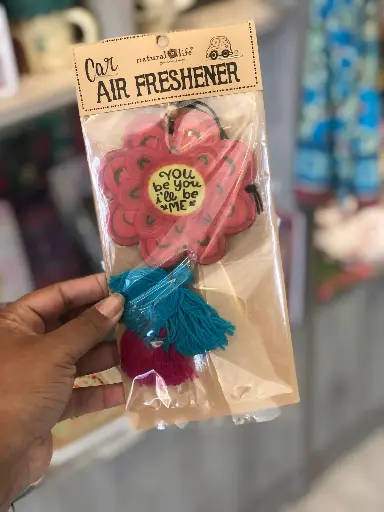 Car
natural life
AIR FRESHENER
YOU
be you
i'll be
ME